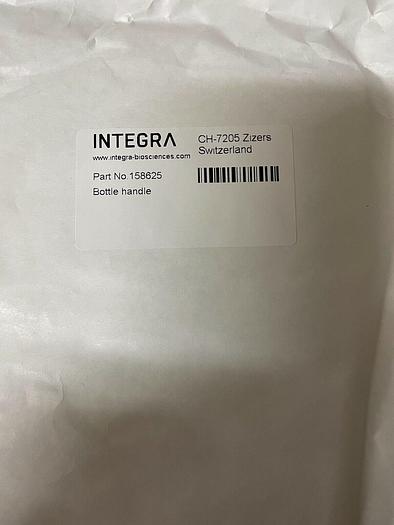 INTEGRA
www.integra-biosciences.com
CH-7205 Zizers
Switzerland
Part No.158625
Bottle handle